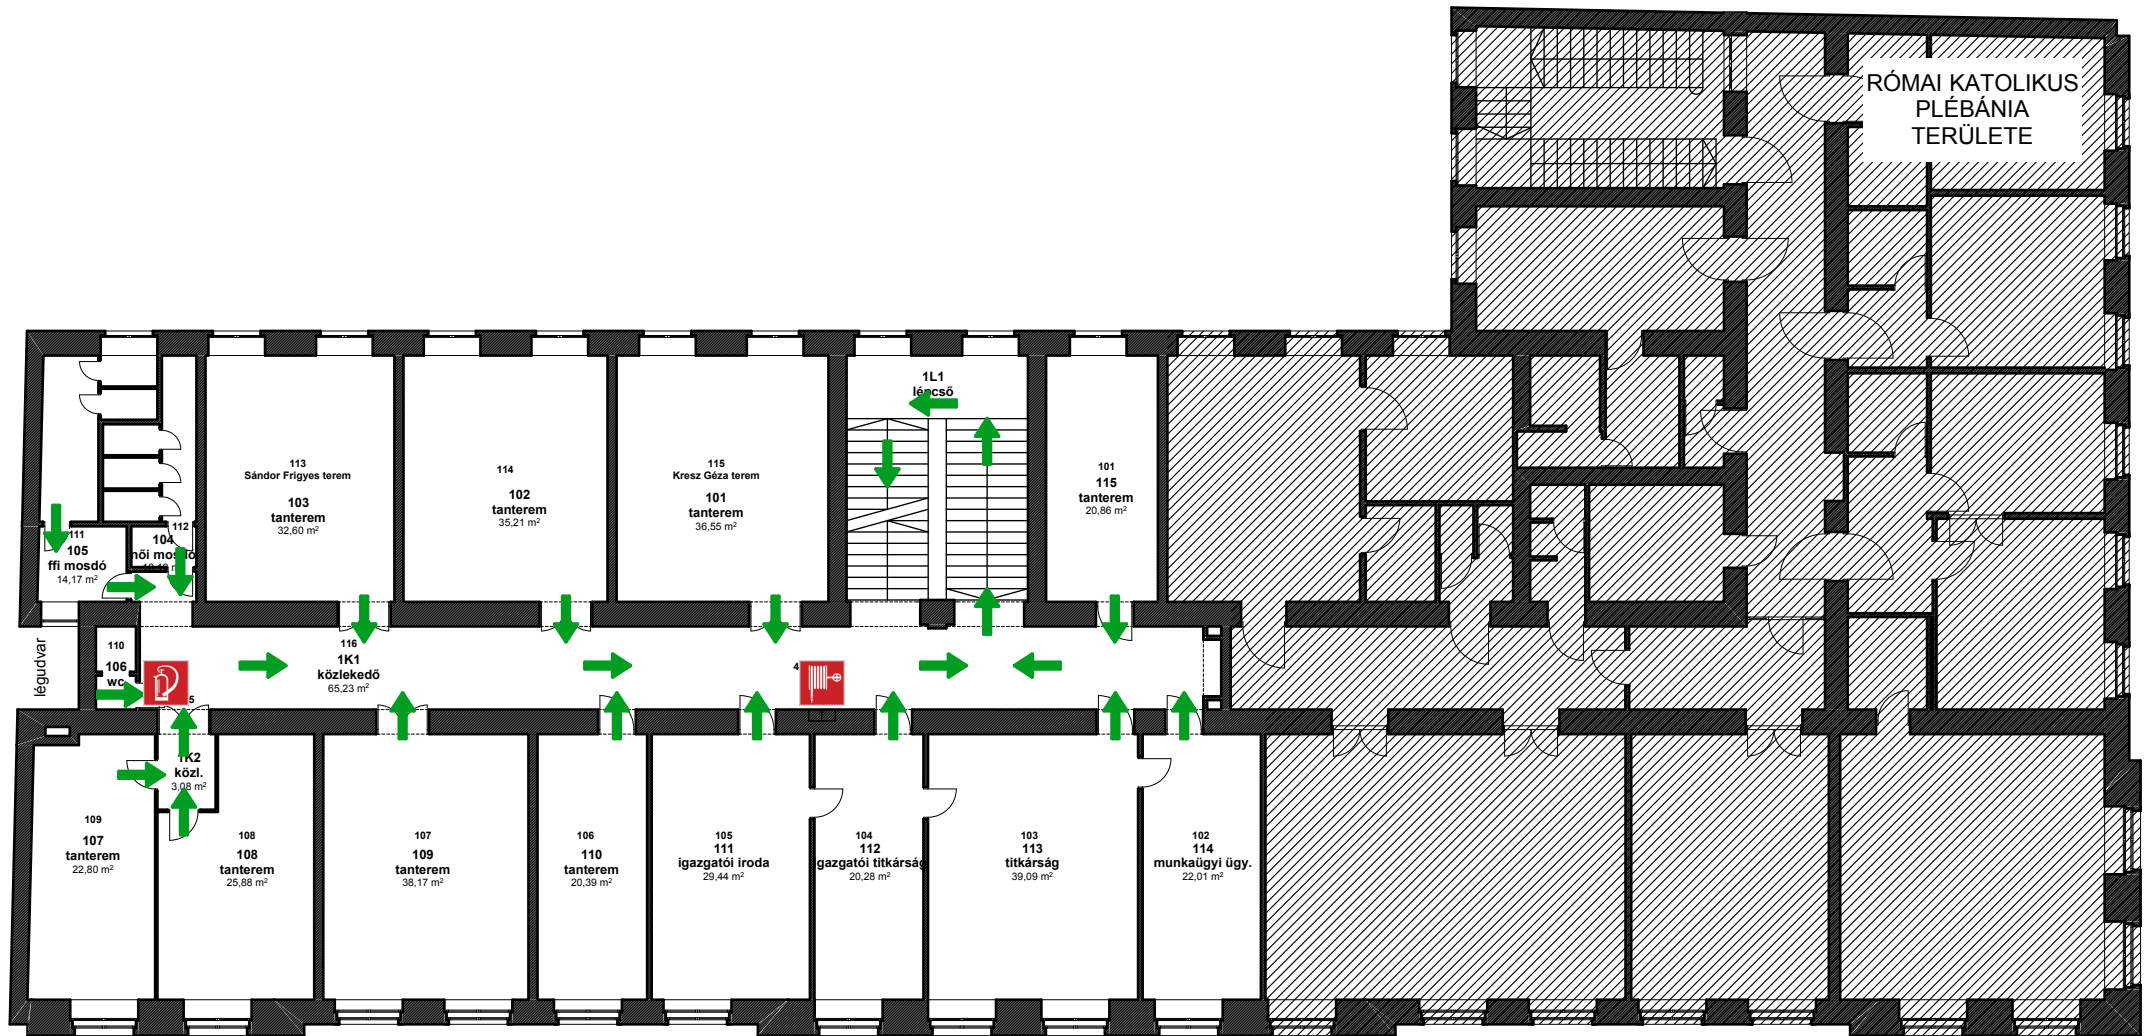 RÓMAI KATOLIKUS
PLÉBÁNIA
TERÜLETE
1L1
lépcső
113
Sándor Frigyes terem
103
tanterem
32,60 m²
114
102
tanterem
35,21 m²
115
Kresz Géza terem
101
tanterem
36,55 m²
101
115
tanterem
20,86 m²
111
105
ffi mosdó
14,17 m²
112
104
női mosdó
110
106
wc
légudvar
5
116
1K1
közlekedő
65,23 m²
4
1K2
közl.
3,08 m²
109
107
tanterem
22,80 m²
108
108
tanterem
25,88 m²
107
109
tanterem
38,17 m²
106
110
tanterem
20,39 m²
105
111
igazgatói iroda
29,44 m²
104
112
igazgatói titkárság
20,28 m²
103
113
titkárság
39,09 m²
102
114
munkaügyi ügy.
22,01 m²